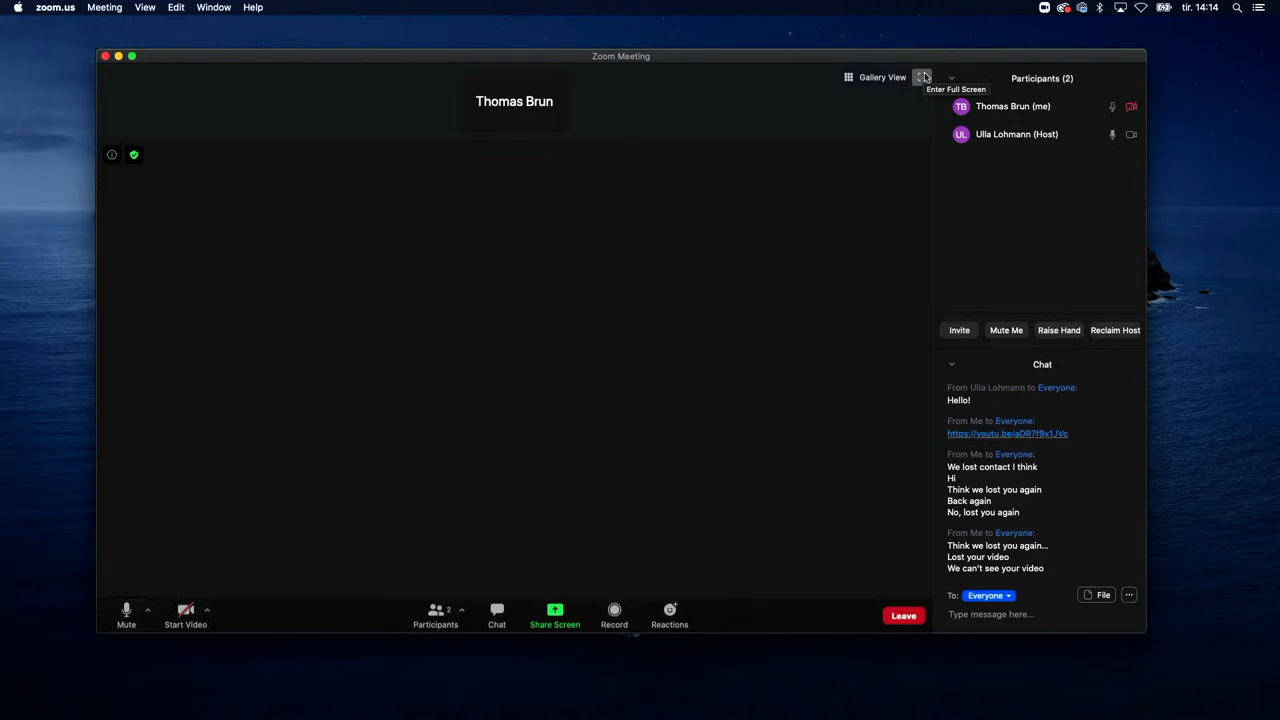 zoom.us Meeting View Edit Window Help
tir. 14:14
Zoom Meeting
Thomas Brun
Gallery View
Enter Full Screen
Participants (2)
TB Thomas Brun (me)
UL Ulla Lohmann (Host)
Invite Mute Me Raise Hand Reclaim Host
Chat
From Ulla Lohmann to Everyone:
Hello!
From Me to Everyone:
https://youtu.be/aDR7f9x1JVc
From Me to Everyone:
We lost contact I think
Hi
Think we lost you again
Back again
No, lost you again
From Me to Everyone:
Think we lost you again...
Lost your video
We can't see your video
To: Everyone File
Type message here...
Mute Start Video Participants 2 Chat Share Screen Record Reactions Leave